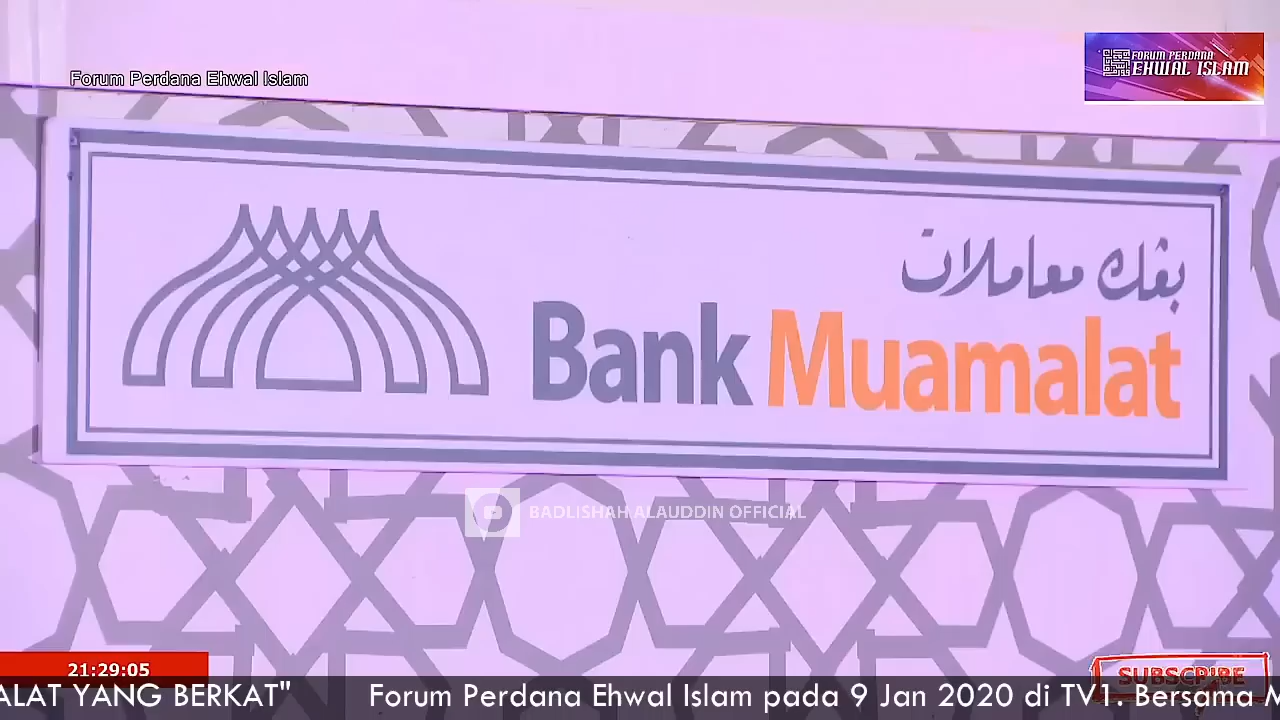 Forum Perdana Ehwal Islam
FORUM PERDANA
EHWAL ISLAM
بڠک معاملات
Bank Muamalat
BADLISHAH ALAUDDIN OFFICIAL
21:29:05
SUBSCRIBE
ALAT YANG BERKAT" Forum Perdana Ehwal Islam pada 9 Jan 2020 di TV1. Bersama M